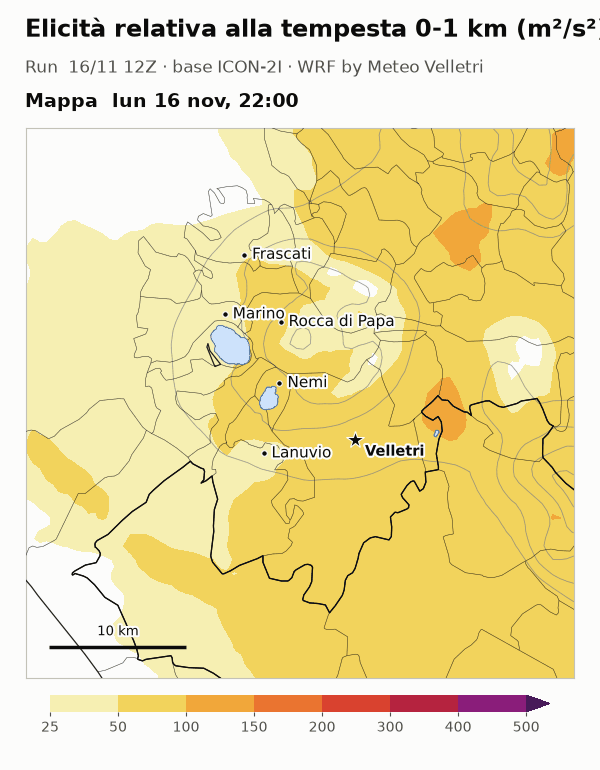 Elicità relativa alla tempesta 0-1 km (m²/s²)
Run 16/11 12Z · base ICON-2I · WRF by Meteo Velletri
Mappa lun 16 nov, 22:00
Frascati
Marino
Rocca di Papa
Nemi
Velletri
Lanuvio
10 km
25 50 100 150 200 300 400 500